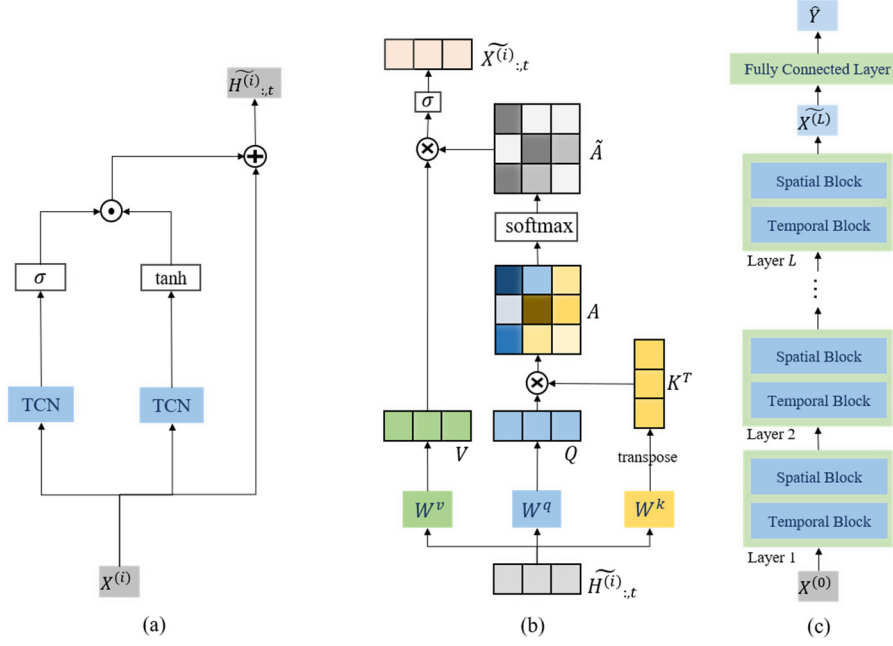 H̃^(i)_:,t
σ
tanh
TCN
TCN
X^(i)
(a)
X̃^(i)_:,t
σ
Ã
softmax
A
K^T
V
Q
transpose
W^v
W^q
W^k
H̃^(i)_:,t
(b)
Ŷ
Fully Connected Layer
X̃^(L)
Spatial Block
Temporal Block
Layer L
⋮
Spatial Block
Temporal Block
Layer 2
Spatial Block
Temporal Block
Layer 1
X^(0)
(c)